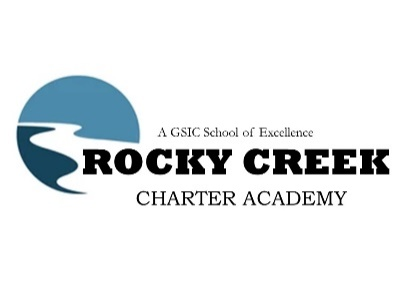 A GSIC School of Excellence
ROCKY CREEK
CHARTER ACADEMY